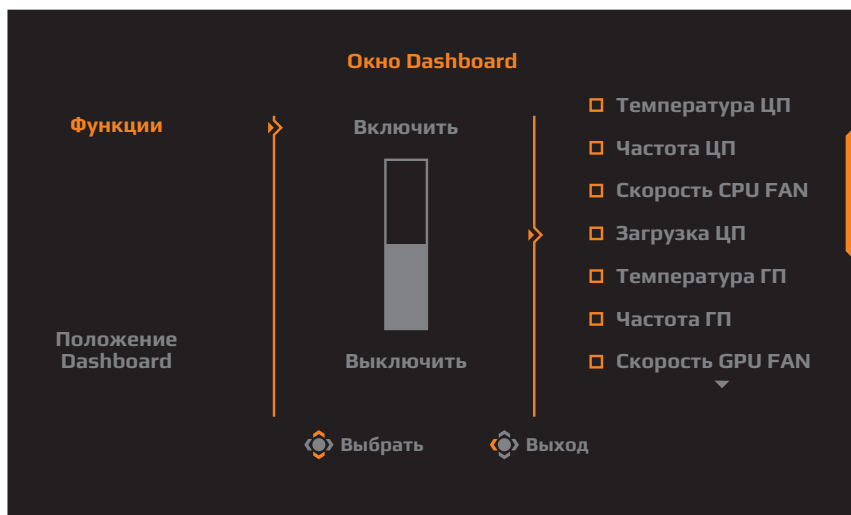 Окно Dashboard
Функции
Положение
Dashboard
Включить
Выключить
Температура ЦП
Частота ЦП
Скорость CPU FAN
Загрузка ЦП
Температура ГП
Частота ГП
Скорость GPU FAN
Выбрать
Выход